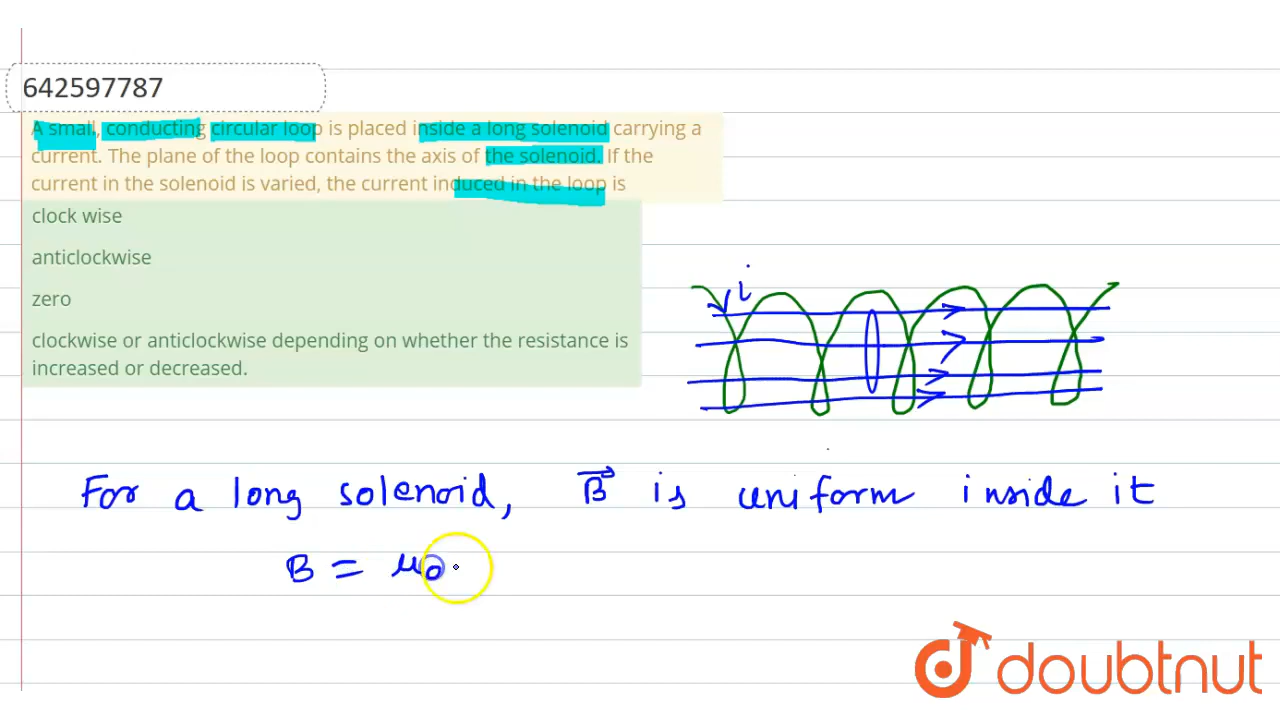 642597787
A small, conducting circular loop is placed inside a long solenoid carrying a
current. The plane of the loop contains the axis of the solenoid. If the
current in the solenoid is varied, the current induced in the loop is
clock wise
anticlockwise
zero
clockwise or anticlockwise depending on whether the resistance is
increased or decreased.
i
For a long solenoid, B⃗ is uniform inside it
B = μ₀
doubtnut